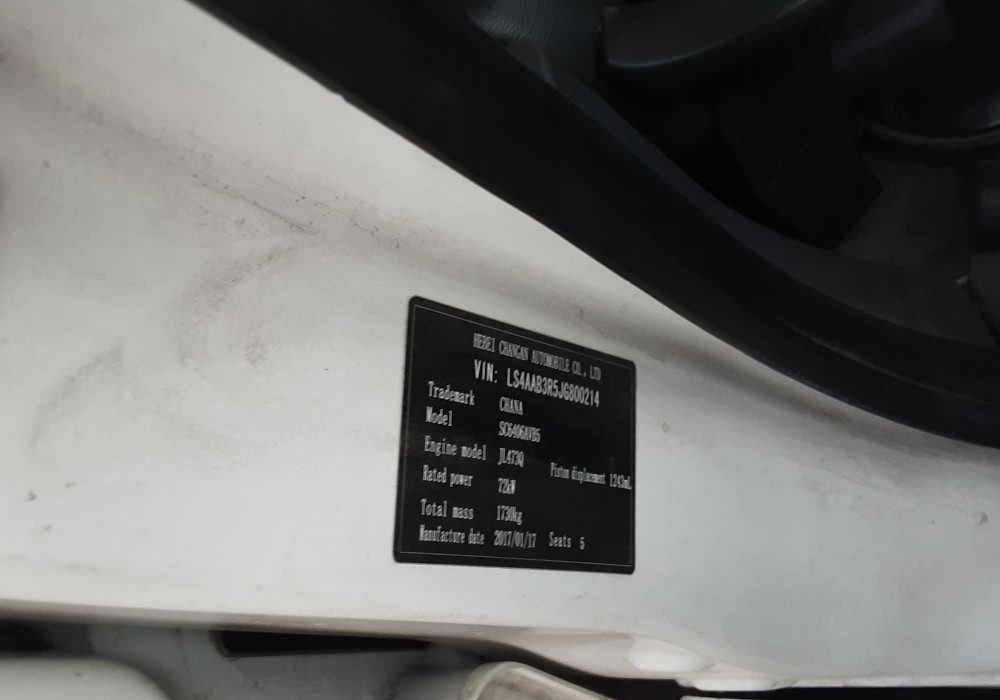 HEBEI CHANGAN AUTOMOBILE CO., LTD
VIN: LS4AAB3R5JG800214
Trademark CHANA
Model SC6406AVB5
Engine model JL473Q Piston displacement 1243mL
Rated power 72kW
Total mass 1730kg
Manufacture date 2017/01/17 Seats 5